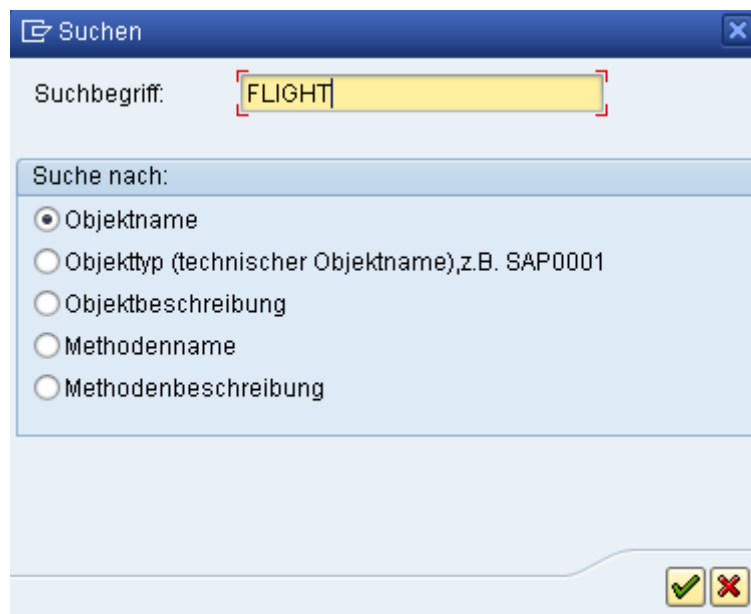 Suchen
Suchbegriff: FLIGHT
Suche nach:
Objektname
Objekttyp (technischer Objektname),z.B. SAP0001
Objektbeschreibung
Methodenname
Methodenbeschreibung